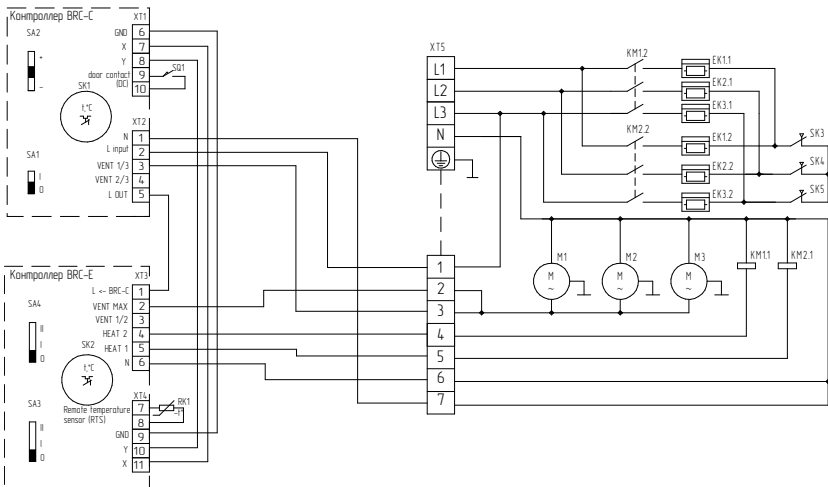 Контроллер BRC-C
XT1
SA2
+
−
GND 6
X 7
Y 8
door contact (DC) 9
10
SQ1
SK1
t,°C
XT2
N 1
L input 2
VENT 1/3 3
VENT 2/3 4
L OUT 5
SA1
I
0
Контроллер BRC-E
XT3
L <- BRC-C 1
VENT MAX 2
VENT 1/2 3
HEAT 2 4
HEAT 1 5
N 6
SA4
II
I
0
SK2
t,°C
SA3
II
I
0
XT4
Remote temperature
sensor (RTS)
7
8
GND 9
Y 10
X 11
RK1
-t°
XT5
L1
L2
L3
N
1
2
3
4
5
6
7
KM1.2
EK1.1
EK2.1
EK3.1
KM2.2
EK1.2
EK2.2
EK3.2
SK3
SK4
SK5
M1
M
~
M2
M
~
M3
M
~
KM1.1
KM2.1